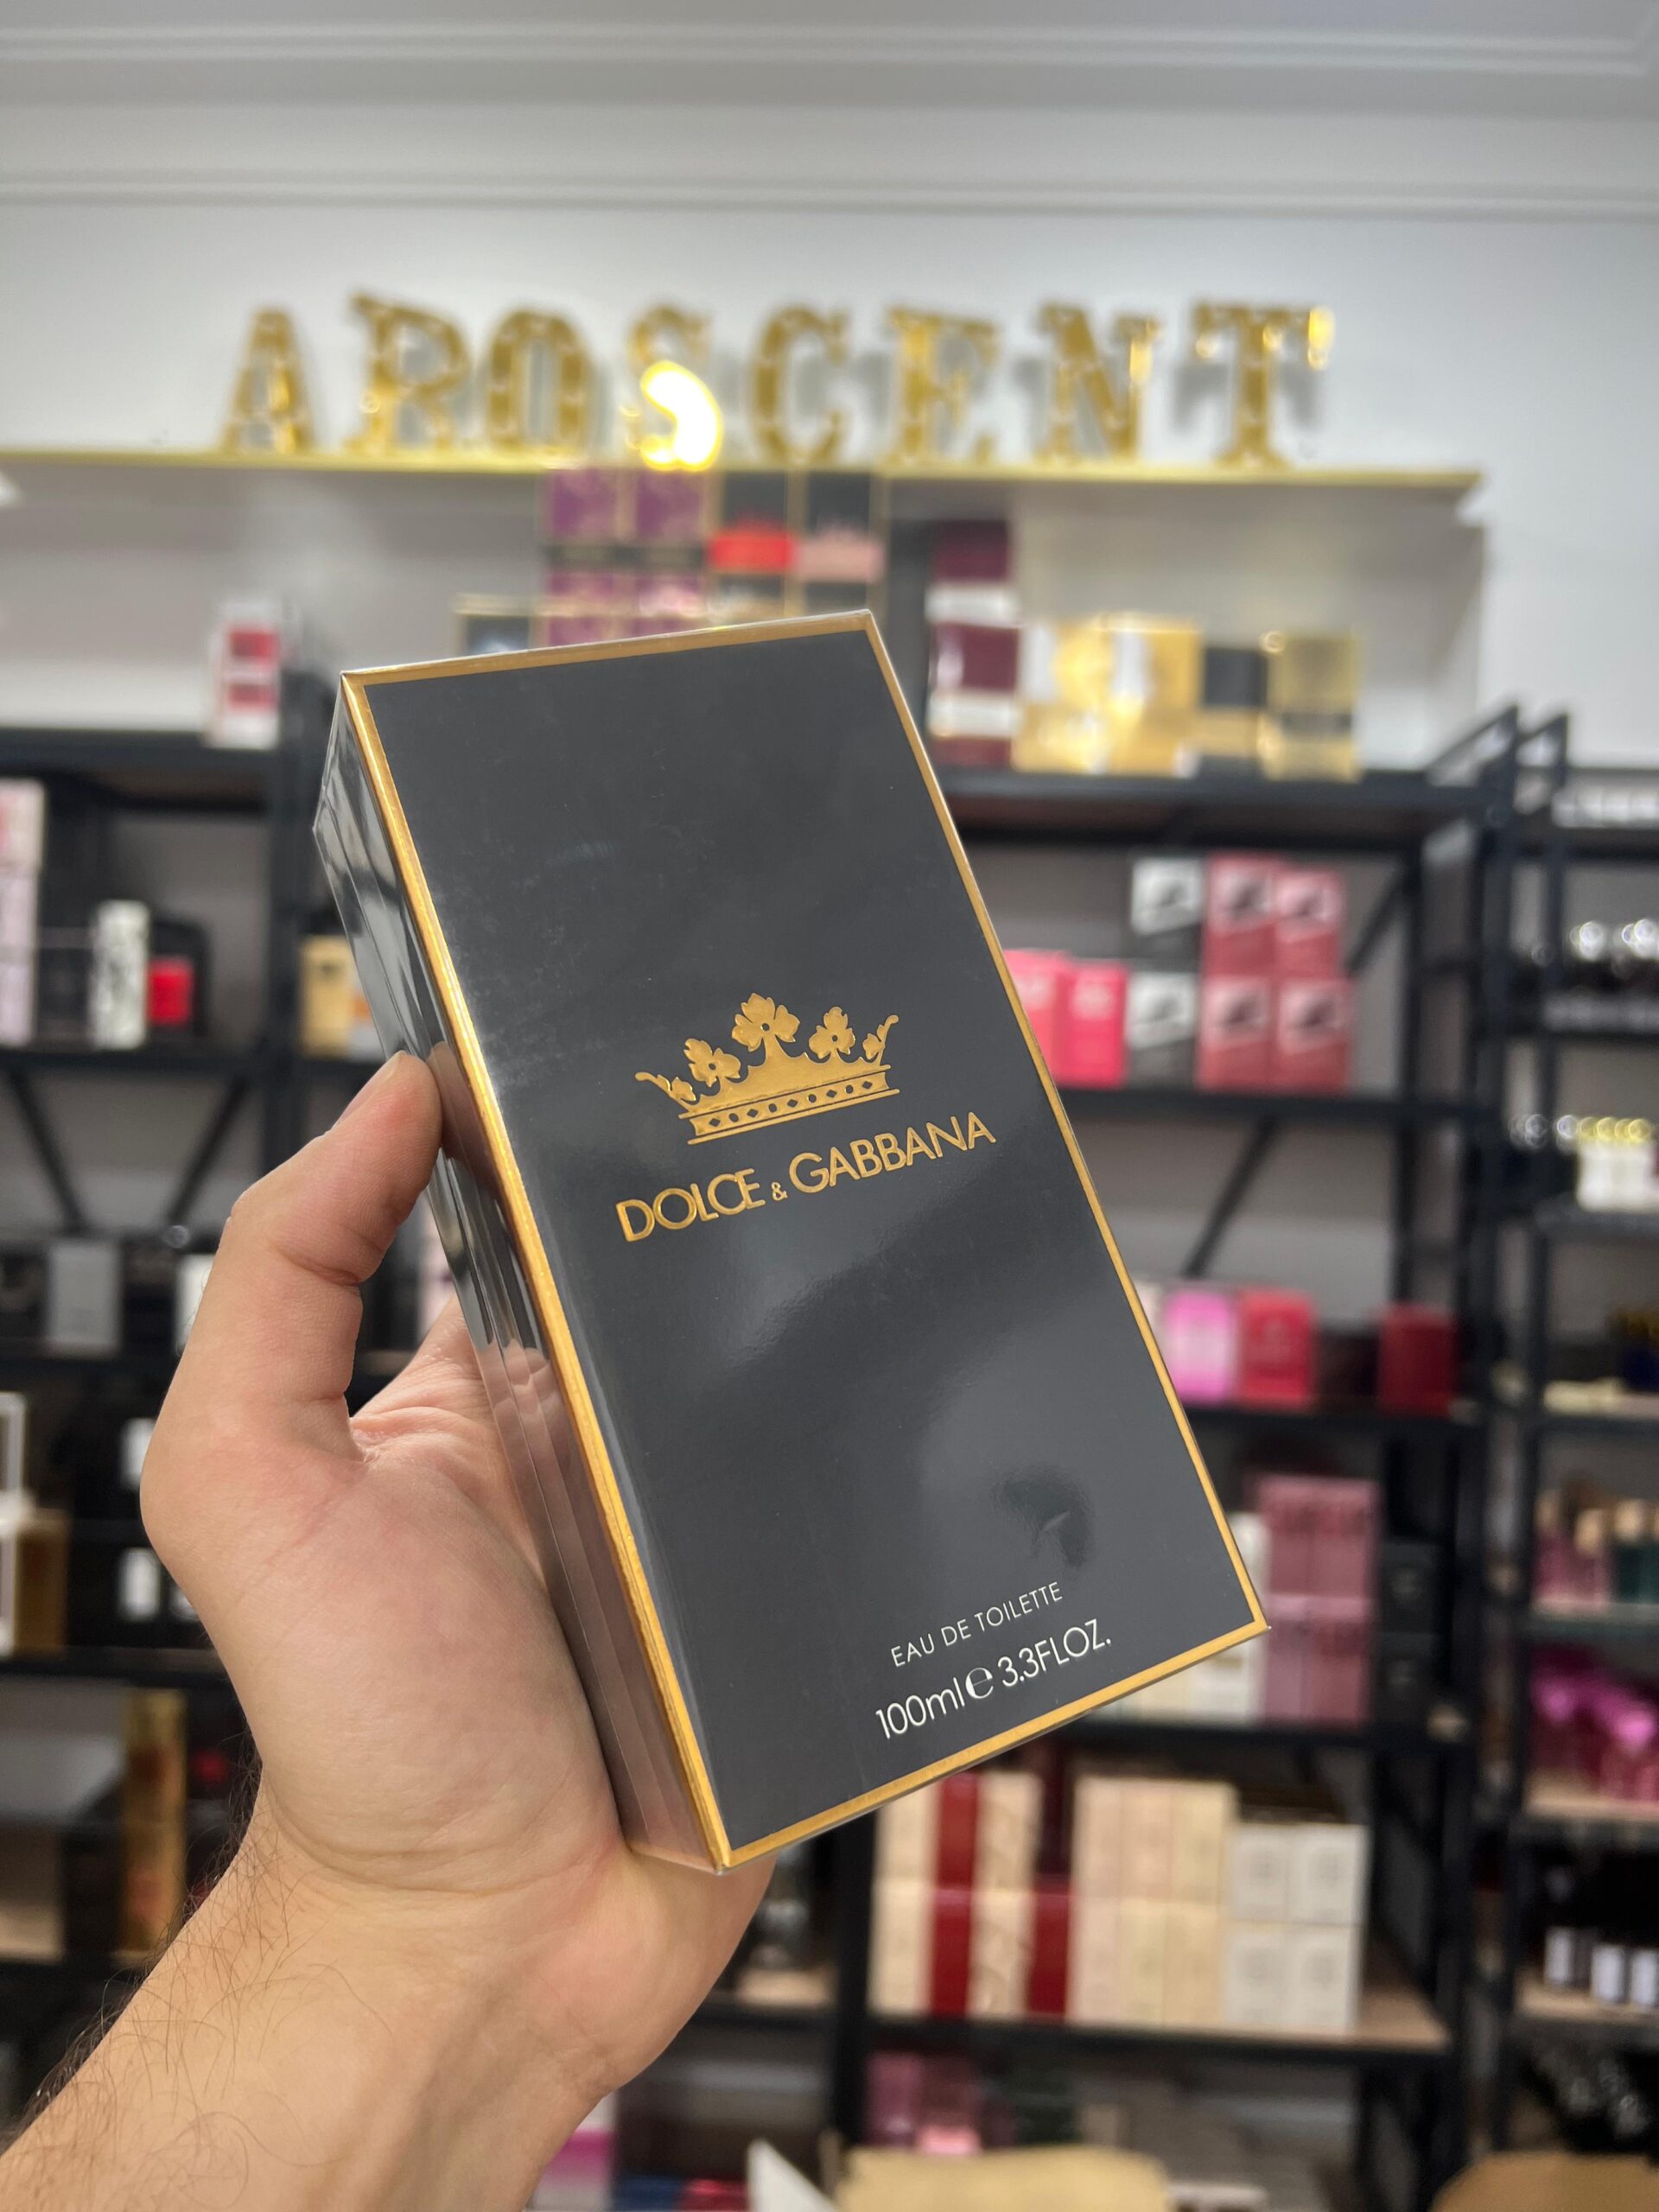 AROSCENT
DOLCE & GABBANA
EAU DE TOILETTE
100ml ℮ 3.3FLOZ.